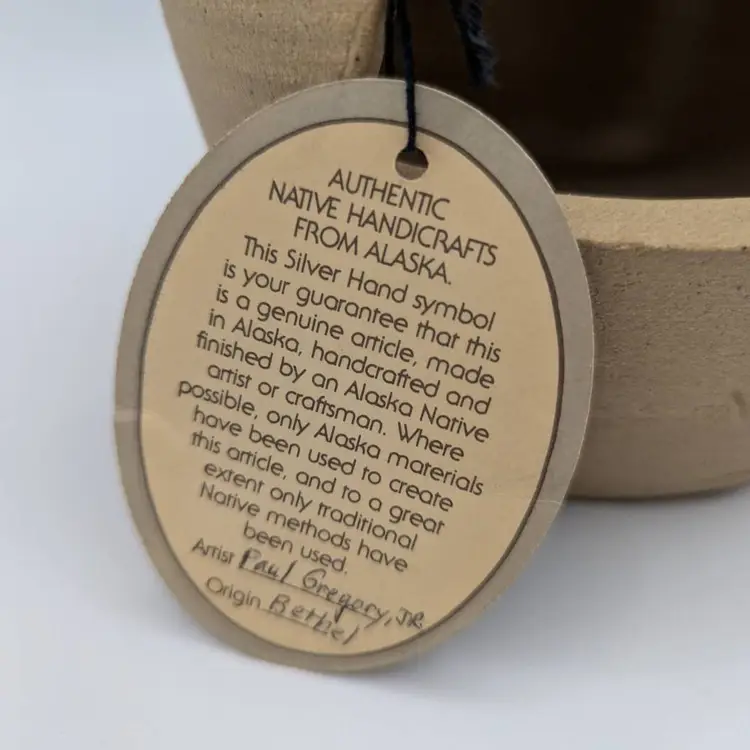 AUTHENTIC
NATIVE HANDICRAFTS
FROM ALASKA.
This Silver Hand symbol
is your guarantee that this
is a genuine article, made
in Alaska, handcrafted and
finished by an Alaska Native
artist or craftsman. Where
possible, only Alaska materials
have been used to create
this article, and to a great
extent only traditional
Native methods have
been used.
Artist Paul Gregory, JR.
Origin Bethel